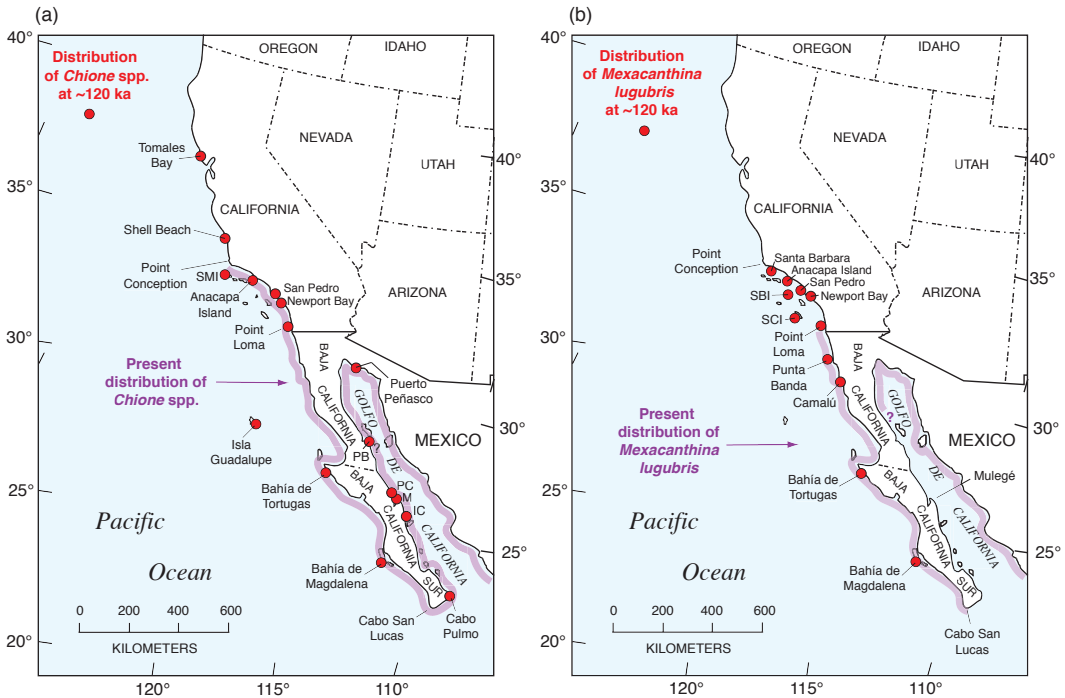 (a)
40°
35°
30°
25°
20°
120°
115°
110°
40°
35°
30°
25°
Distribution
of Chione spp.
at ~120 ka
OREGON
IDAHO
NEVADA
UTAH
CALIFORNIA
ARIZONA
Tomales
Bay
Shell Beach
Point
Conception
SMI
Anacapa
Island
San Pedro
Newport Bay
Point
Loma
Present
distribution of
Chione spp.
BAJA
CALIFORNIA
Puerto
Peñasco
GOLFO
DE
CALIFORNIA
MEXICO
Isla
Guadalupe
PB
PC
M
IC
Bahía de
Tortugas
BAJA
CALIFORNIA
SUR
Pacific
Ocean
Bahía de
Magdalena
Cabo San
Lucas
Cabo
Pulmo
0 200 400 600
KILOMETERS
(b)
40°
35°
30°
25°
20°
120°
115°
110°
40°
35°
30°
25°
Distribution
of Mexacanthina
lugubris
at ~120 ka
OREGON
IDAHO
NEVADA
UTAH
CALIFORNIA
ARIZONA
Point
Conception
Santa Barbara
Anacapa Island
San Pedro
SBI
Newport Bay
SCI
Point
Loma
Punta
Banda
Camalú
Present
distribution of
Mexacanthina
lugubris
BAJA
CALIFORNIA
GOLFO
?
DE
CALIFORNIA
MEXICO
Mulegé
Bahía de
Tortugas
BAJA
CALIFORNIA
SUR
Pacific
Ocean
Bahía de
Magdalena
Cabo San
Lucas
0 200 400 600
KILOMETERS